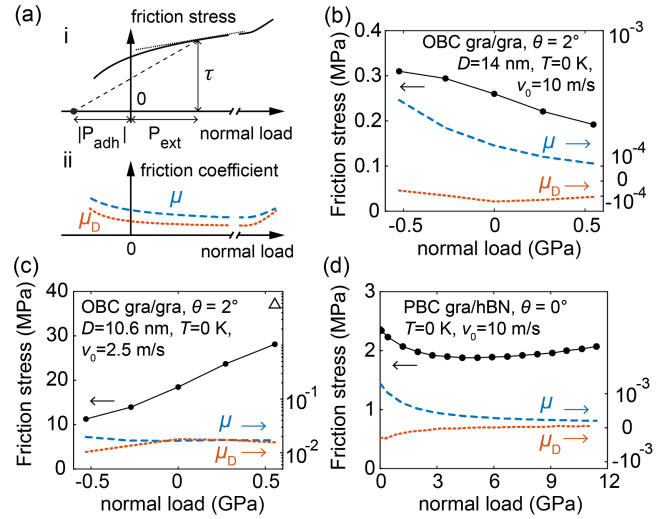 (a)
friction stress
i
τ
0
|P_adh|
P_ext
normal load
ii
friction coefficient
μ
μ_D
0
normal load
(b)
OBC gra/gra, θ = 2°
D=14 nm, T=0 K,
v₀=10 m/s
Friction stress (MPa)
0.4
0.3
0.2
0.1
0
10⁻³
10⁻⁴
0
-10⁻⁴
μ
μ_D
-0.5
0
0.5
normal load (GPa)
(c)
OBC gra/gra, θ = 2°
D=10.6 nm, T=0 K,
v₀=2.5 m/s
Friction stress (MPa)
40
30
20
10
0
10⁻¹
10⁻²
μ
μ_D
-0.5
0
0.5
normal load (GPa)
(d)
PBC gra/hBN, θ = 0°
T=0 K, v₀=10 m/s
Friction stress (MPa)
3
2
1
0
10⁻³
0
-10⁻³
μ
μ_D
0
3
6
9
12
normal load (GPa)